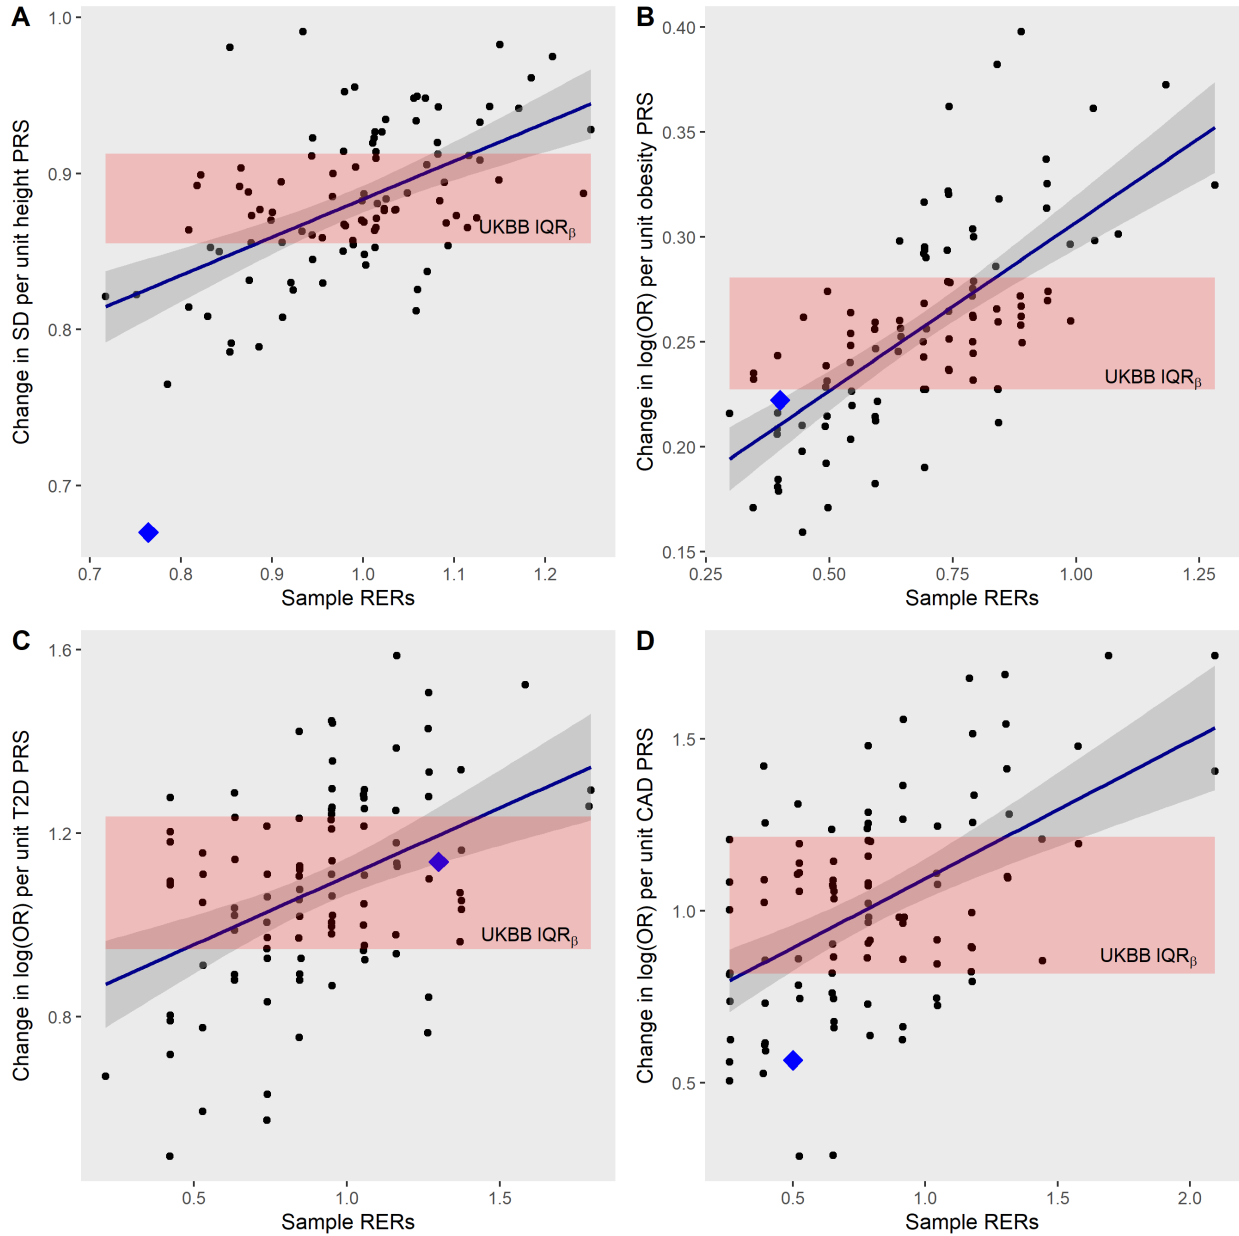 A
Change in SD per unit height PRS
1.0
0.9
0.8
0.7
UKBB IQRβ
0.7 0.8 0.9 1.0 1.1 1.2
Sample RERs
B
Change in log(OR) per unit obesity PRS
0.40
0.35
0.30
0.25
0.20
0.15
UKBB IQRβ
0.25 0.50 0.75 1.00 1.25
Sample RERs
C
Change in log(OR) per unit T2D PRS
1.6
1.2
0.8
UKBB IQRβ
0.5 1.0 1.5
Sample RERs
D
Change in log(OR) per unit CAD PRS
1.5
1.0
0.5
UKBB IQRβ
0.5 1.0 1.5 2.0
Sample RERs